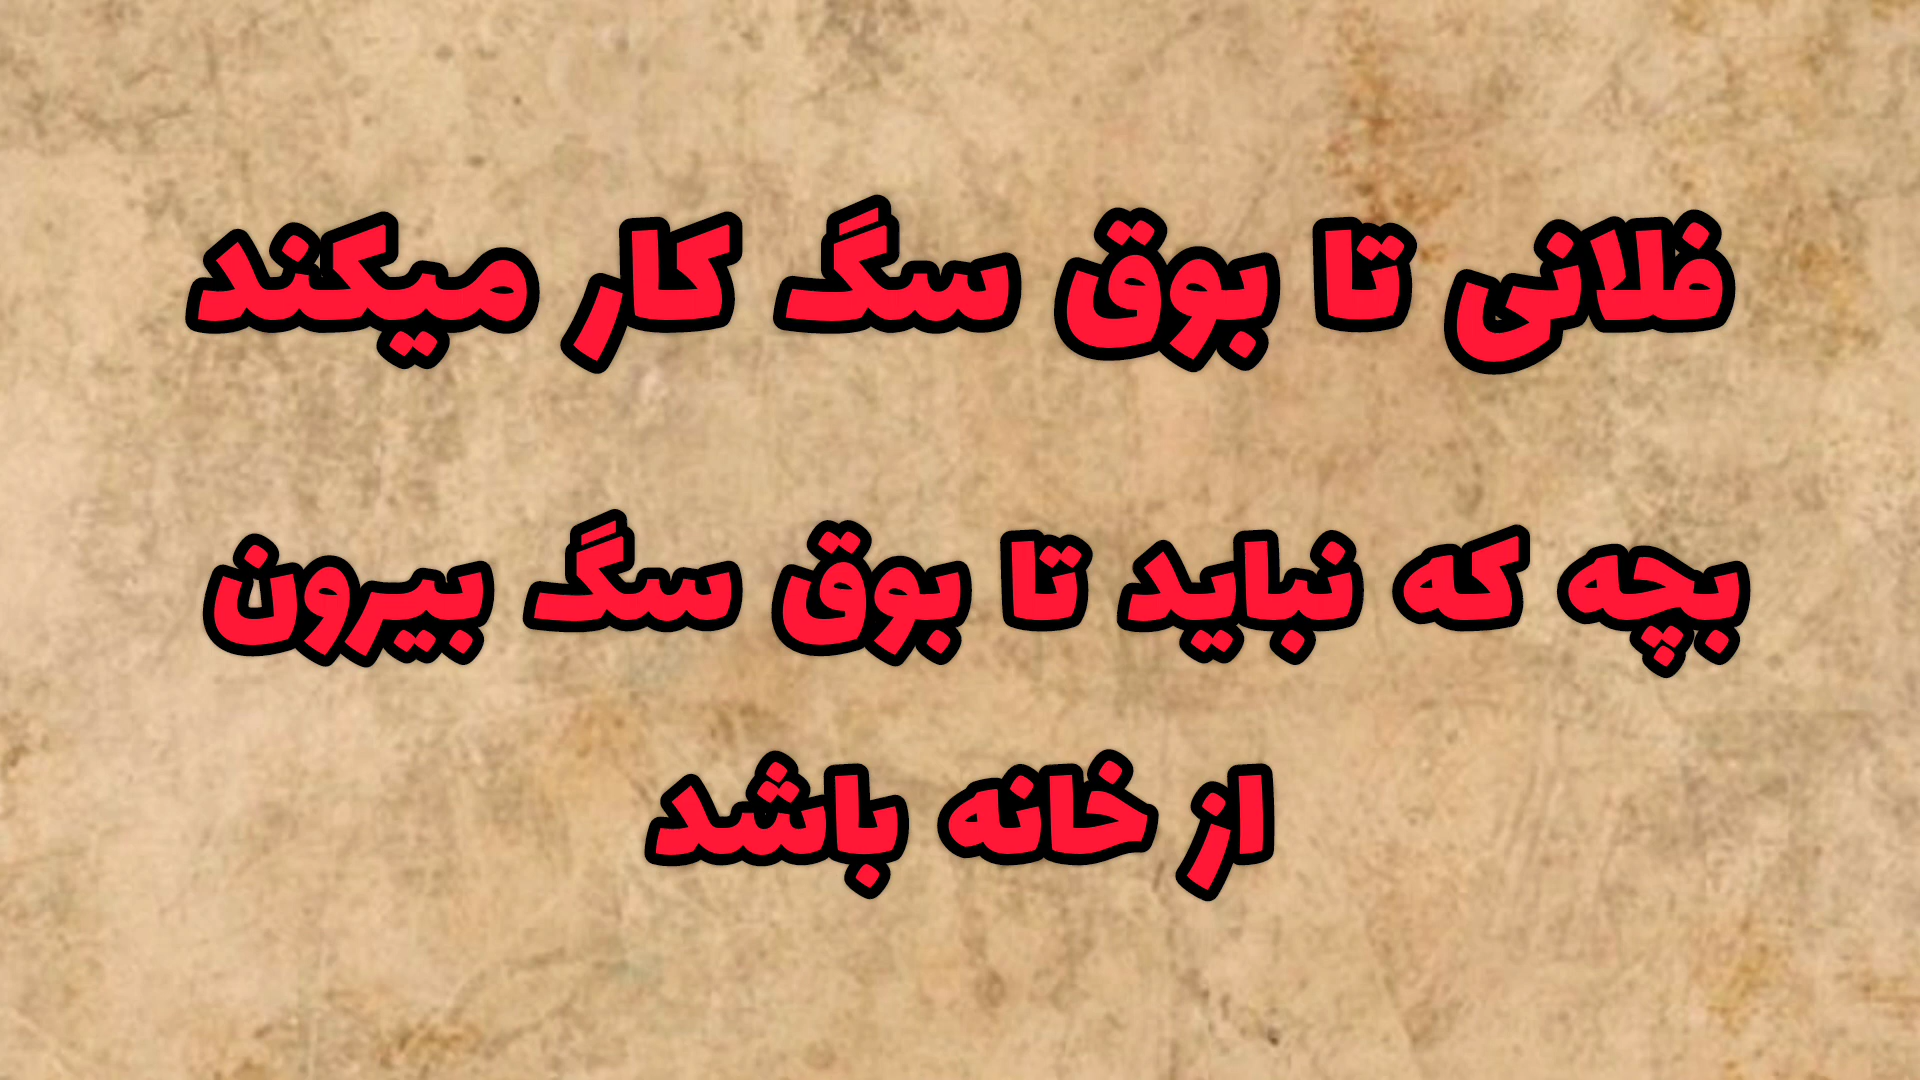 فلانی تا بوق سگ کار میکند
بچه که نباید تا بوق سگ بیرون
از خانه باشد